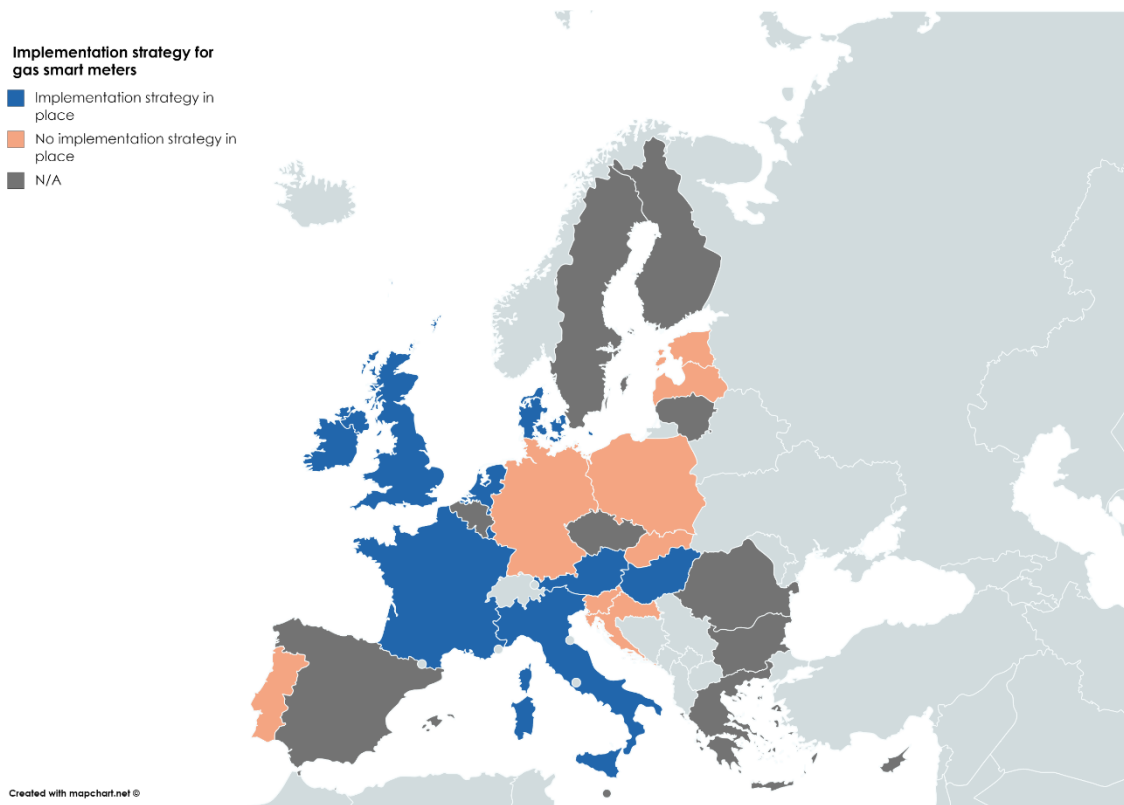 Implementation strategy for
gas smart meters
Implementation strategy in
place
No implementation strategy in
place
N/A
Created with mapchart.net ©